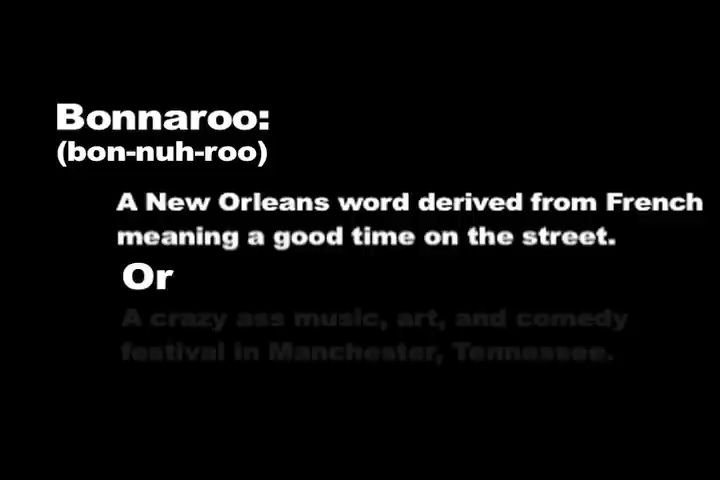 Bonnaroo:
(bon-nuh-roo)
A New Orleans word derived from French
meaning a good time on the street.
Or
A crazy ass music, art, and comedy
festival in Manchester, Tennessee.